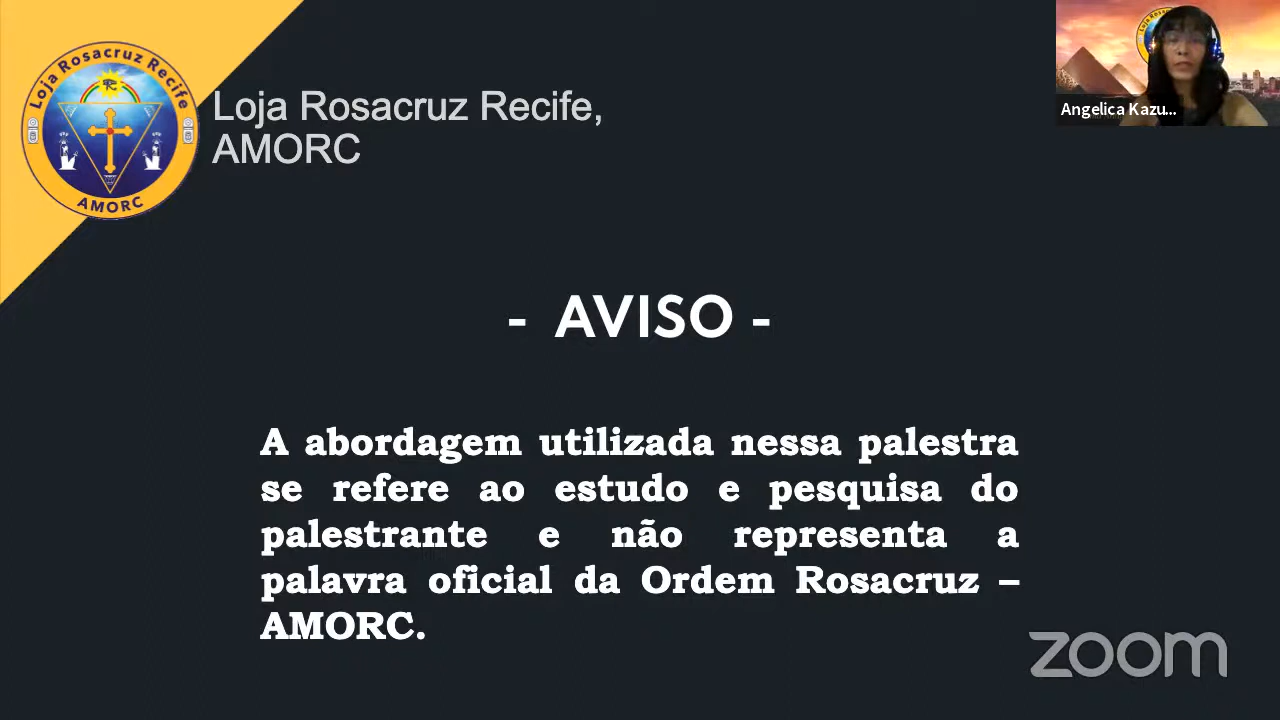 Loja Rosacruz Recife
AMORC
Loja Rosacruz Recife,
AMORC
Angelica Kazu...
- AVISO -
A abordagem utilizada nessa palestra
se refere ao estudo e pesquisa do
palestrante e não representa a
palavra oficial da Ordem Rosacruz –
AMORC.
zoom